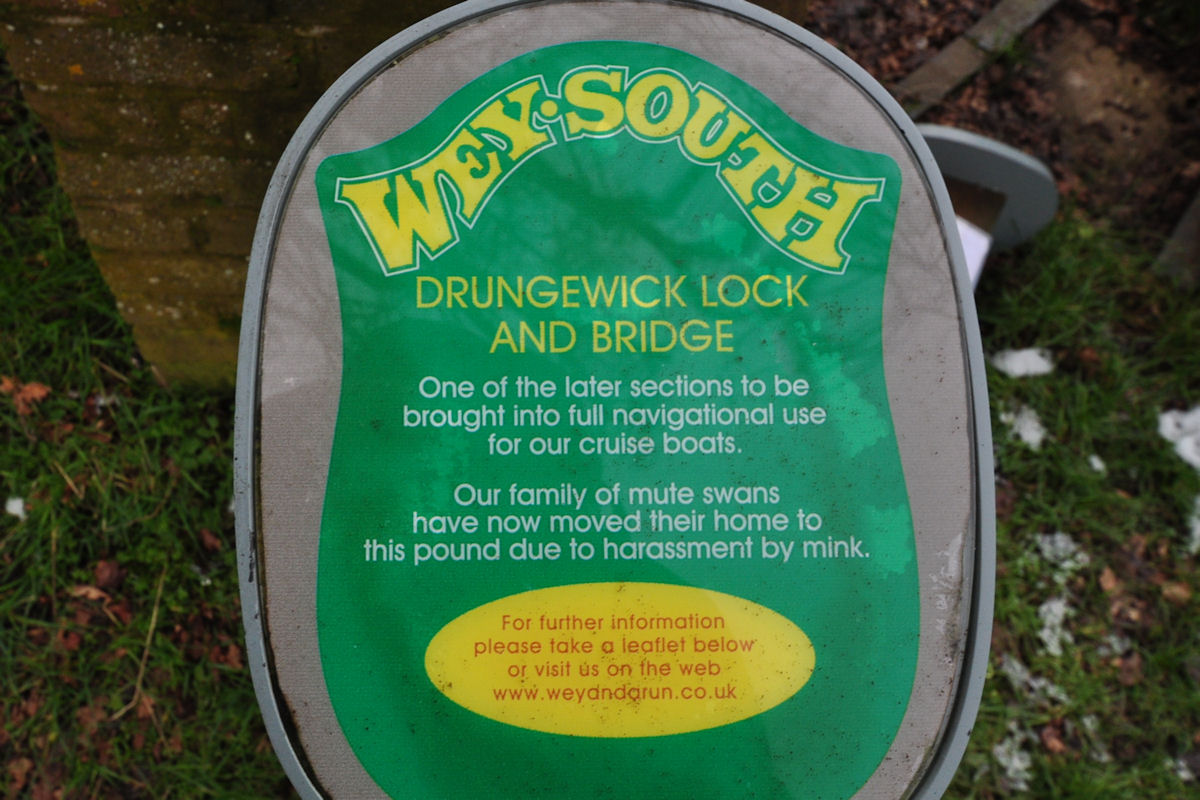 WEY·SOUTH
DRUNGEWICK LOCK
AND BRIDGE
One of the later sections to be
brought into full navigational use
for our cruise boats.
Our family of mute swans
have now moved their home to
this pound due to harassment by mink.
For further information
please take a leaflet below
or visit us on the web
www.weyandarun.co.uk